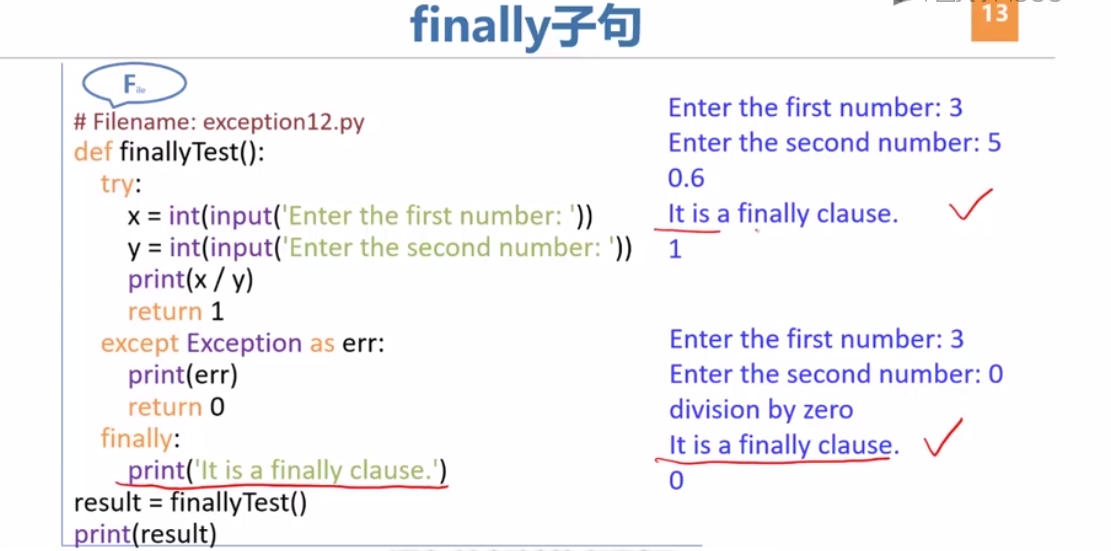 finally子句
13
File
# Filename: exception12.py
def finallyTest():
try:
x = int(input('Enter the first number: '))
y = int(input('Enter the second number: '))
print(x / y)
return 1
except Exception as err:
print(err)
return 0
finally:
print('It is a finally clause.')
result = finallyTest()
print(result)
Enter the first number: 3
Enter the second number: 5
0.6
It is a finally clause.
1
Enter the first number: 3
Enter the second number: 0
division by zero
It is a finally clause.
0